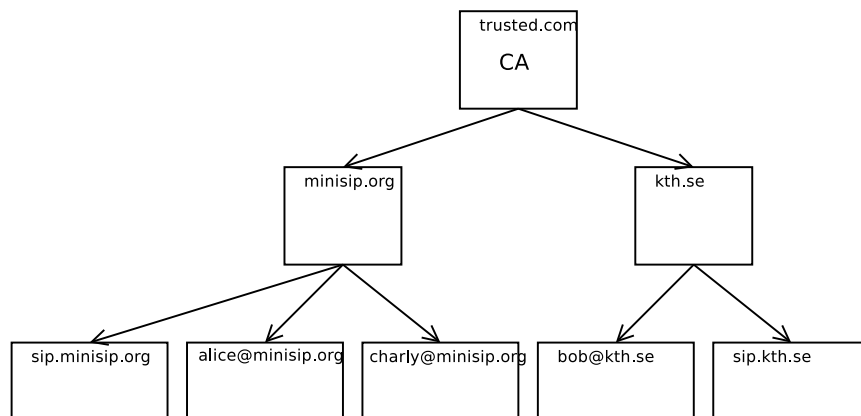 trusted.com
CA
minisip.org
kth.se
sip.minisip.org
alice@minisip.org
charly@minisip.org
bob@kth.se
sip.kth.se